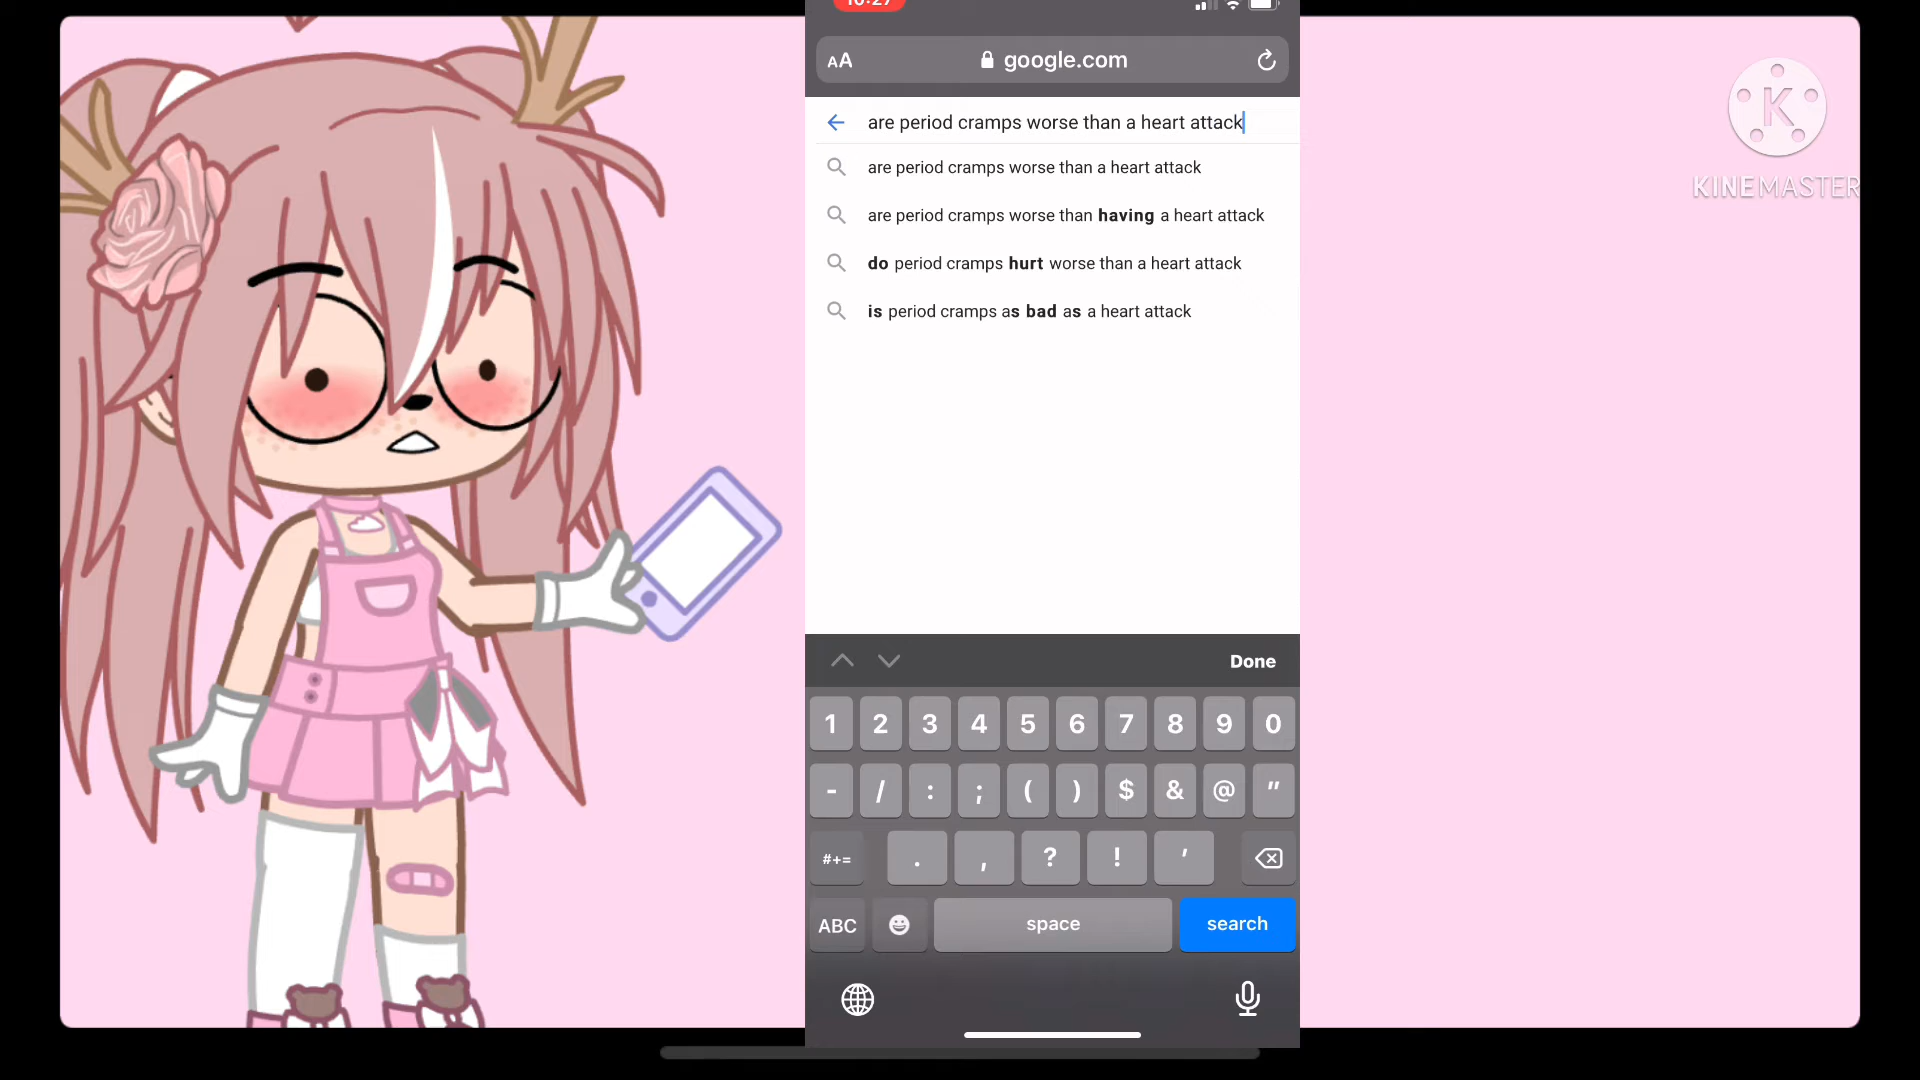 10:27
AA google.com
are period cramps worse than a heart attack
are period cramps worse than a heart attack
are period cramps worse than having a heart attack
do period cramps hurt worse than a heart attack
is period cramps as bad as a heart attack
K
KINEMASTER
Done
1 2 3 4 5 6 7 8 9 0
- / : ; ( ) $ & @ "
#+= . , ? ! '
ABC space search